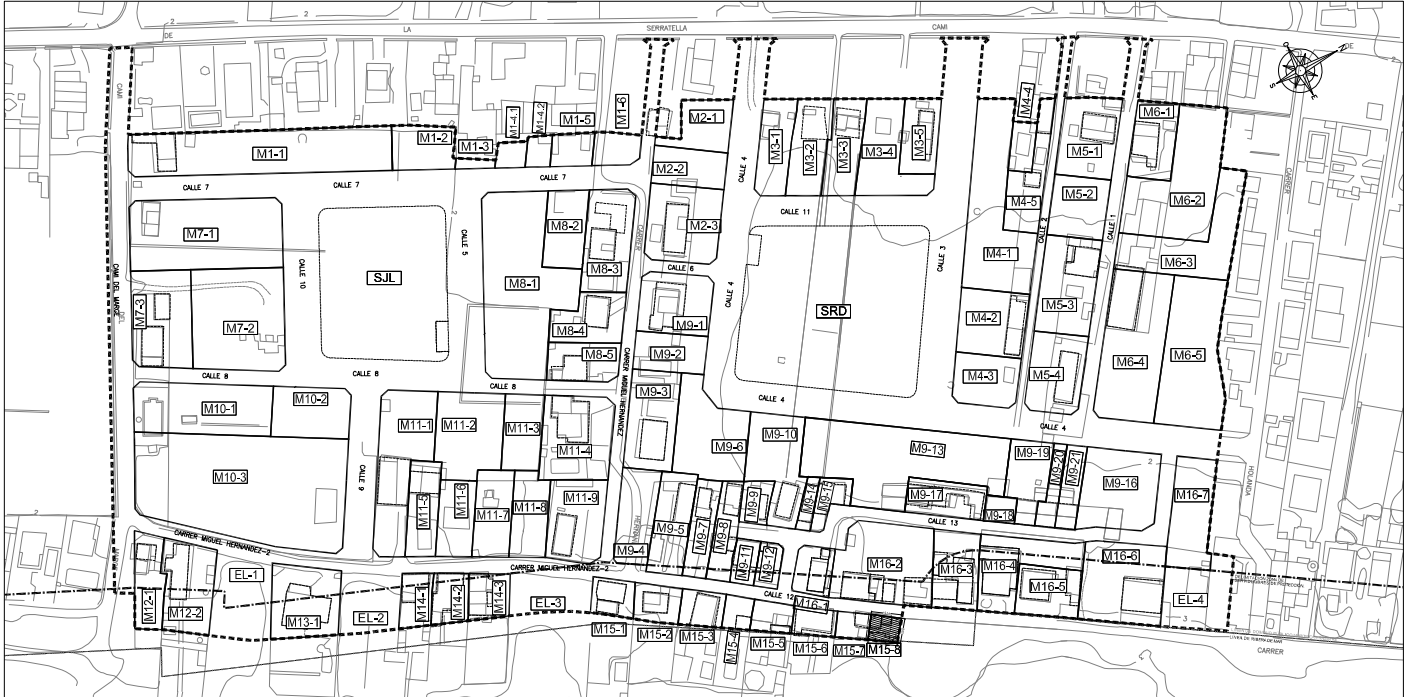 DE LA SERRATELLA CAMI DE
CAMI
M1-1
M1-2
M1-3
M1-4.1
M1-4.2
M1-5
M1-6
M2-1
M2-2
M2-3
M3-1
M3-2
M3-3
M3-4
M3-5
M4-4
M4-5
M4-1
M4-2
M4-3
M5-1
M5-2
M5-3
M5-4
M6-1
M6-2
M6-3
M6-4
M6-5
CALLE 7
CALLE 7
CALLE 7
CALLE 4
CALLE 11
CALLE 2
CALLE 1
CARRER
M7-1
M7-2
M7-3
CAMI DEL MARGE
DEL
CALLE 10
SJL
CALLE 5
M8-1
M8-2
M8-3
M8-4
M8-5
CARRER
CARRER MIGUEL HERNANDEZ
CALLE 6
CALLE 4
SRD
CALLE 3
M9-1
M9-2
M9-3
CALLE 8
CALLE 8
CALLE 8
CALLE 4
CALLE 4
M10-1
M10-2
M10-3
CALLE 9
M11-1
M11-2
M11-3
M11-4
M11-5
M11-6
M11-7
M11-8
M11-9
HERNAN
M9-4
M9-5
M9-6
M9-7
M9-8
M9-9
M9-10
M9-11
M9-12
M9-13
M9-14
M9-15
M9-16
M9-17
M9-18
M9-19
M9-20
M9-21
CALLE 13
HOLANDA
CARRER MIGUEL HERNANDEZ-2
CARRER MIGUEL HERNANDEZ-2
CALLE 12
M12-1
M12-2
EL-1
M13-1
EL-2
M14-1
M14-2
M14-3
EL-3
M15-1
M15-2
M15-3
M15-4
M15-5
M15-6
M15-7
M15-8
M16-1
M16-2
M16-3
M16-4
M16-5
M16-6
M16-7
EL-4
CARRER